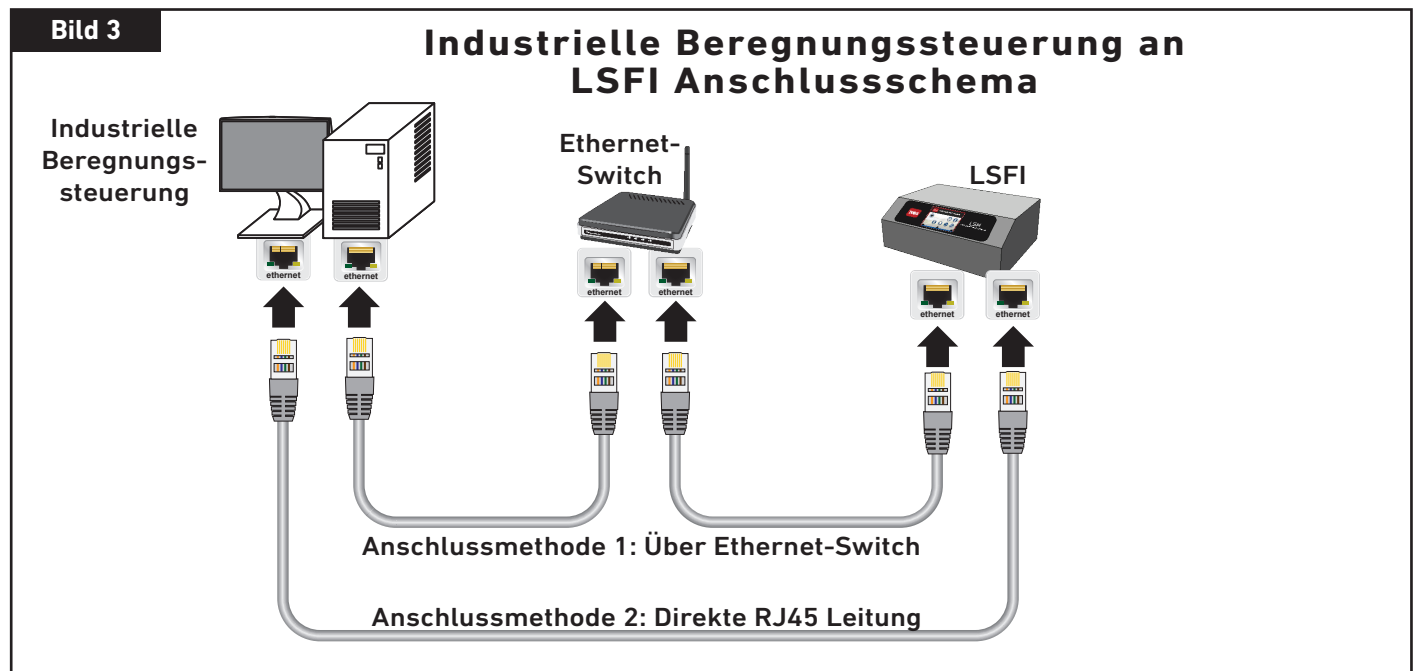 Bild 3
Industrielle Beregnungssteuerung an
LSFI Anschlussschema
Industrielle
Beregnungs-
steuerung
Ethernet-
Switch
LSFI
ethernet
ethernet
ethernet
ethernet
ethernet
ethernet
Anschlussmethode 1: Über Ethernet-Switch
Anschlussmethode 2: Direkte RJ45 Leitung